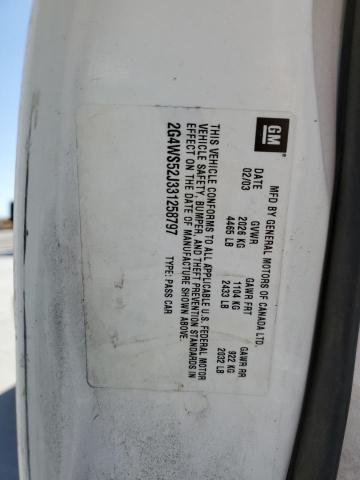 GM
MFD BY GENERAL MOTORS OF CANADA LTD.
DATE GVWR GAWR FRT GAWR RR
02/03 2026 KG 1104 KG 922 KG
4465 LB 2433 LB 2032 LB
THIS VEHICLE CONFORMS TO ALL APPLICABLE U.S. FEDERAL MOTOR
VEHICLE SAFETY, BUMPER, AND THEFT PREVENTION STANDARDS IN
EFFECT ON THE DATE OF MANUFACTURE SHOWN ABOVE.
2G4WS52J331258797 TYPE: PASS CAR